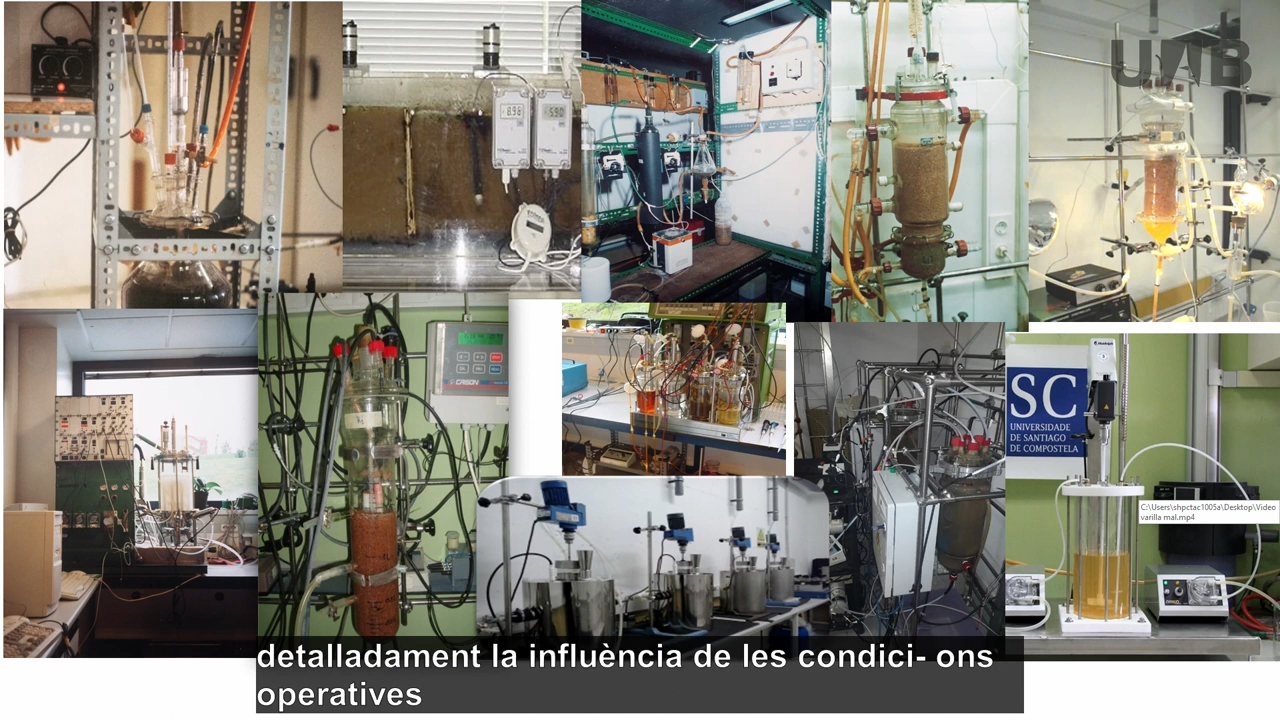 UAB
8.98
5.90
CRISON
SC
UNIVERSIDADE
DE SANTIAGO
DE COMPOSTELA
C:\Users\shpctac1005a\Desktop\Video
varilla mal.mp4
detalladament la influència de les condici- ons
operatives